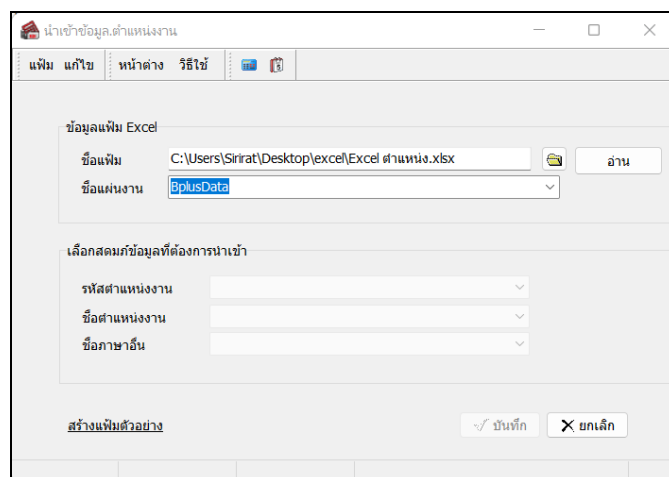 นำเข้าข้อมูล.ตำแหน่งงาน
แฟ้ม แก้ไข หน้าต่าง วิธีใช้
ข้อมูลแฟ้ม Excel
ชื่อแฟ้ม C:\Users\Sirirat\Desktop\excel\Excel ตำแหน่ง.xlsx อ่าน
ชื่อแผ่นงาน BplusData
เลือกสดมภ์ข้อมูลที่ต้องการนำเข้า
รหัสตำแหน่งงาน
ชื่อตำแหน่งงาน
ชื่อภาษาอื่น
สร้างแฟ้มตัวอย่าง บันทึก ยกเลิก